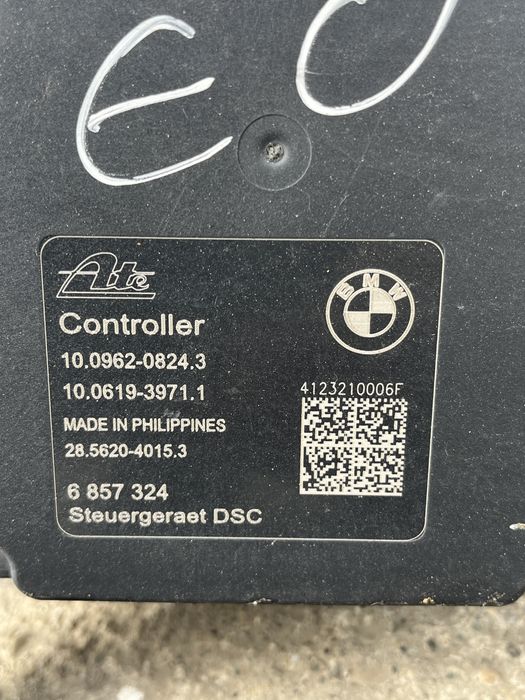 EO
Ate
BMW
Controller
10.0962-0824.3
10.0619-3971.1
4123210006F
MADE IN PHILIPPINES
28.5620-4015.3
6 857 324
Steuergeraet DSC